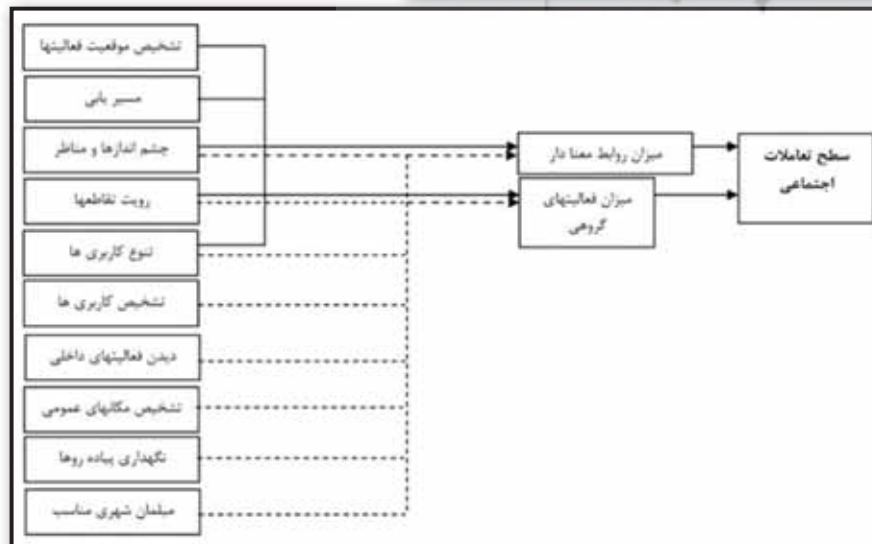 تشخیص موقعیت فعالیتها
مسیر یابی
چشم اندازها و مناظر
رویت تقاطعها
تنوع کاربری ها
تشخیص کاربری ها
دیدن فعالیتهای داخلی
تشخیص مکانهای عمومی
نگهداری پیاده روها
مبلمان شهری مناسب
میزان روابط معنا دار
میزان فعالیتهای
گروهی
سطح تعاملات
اجتماعی